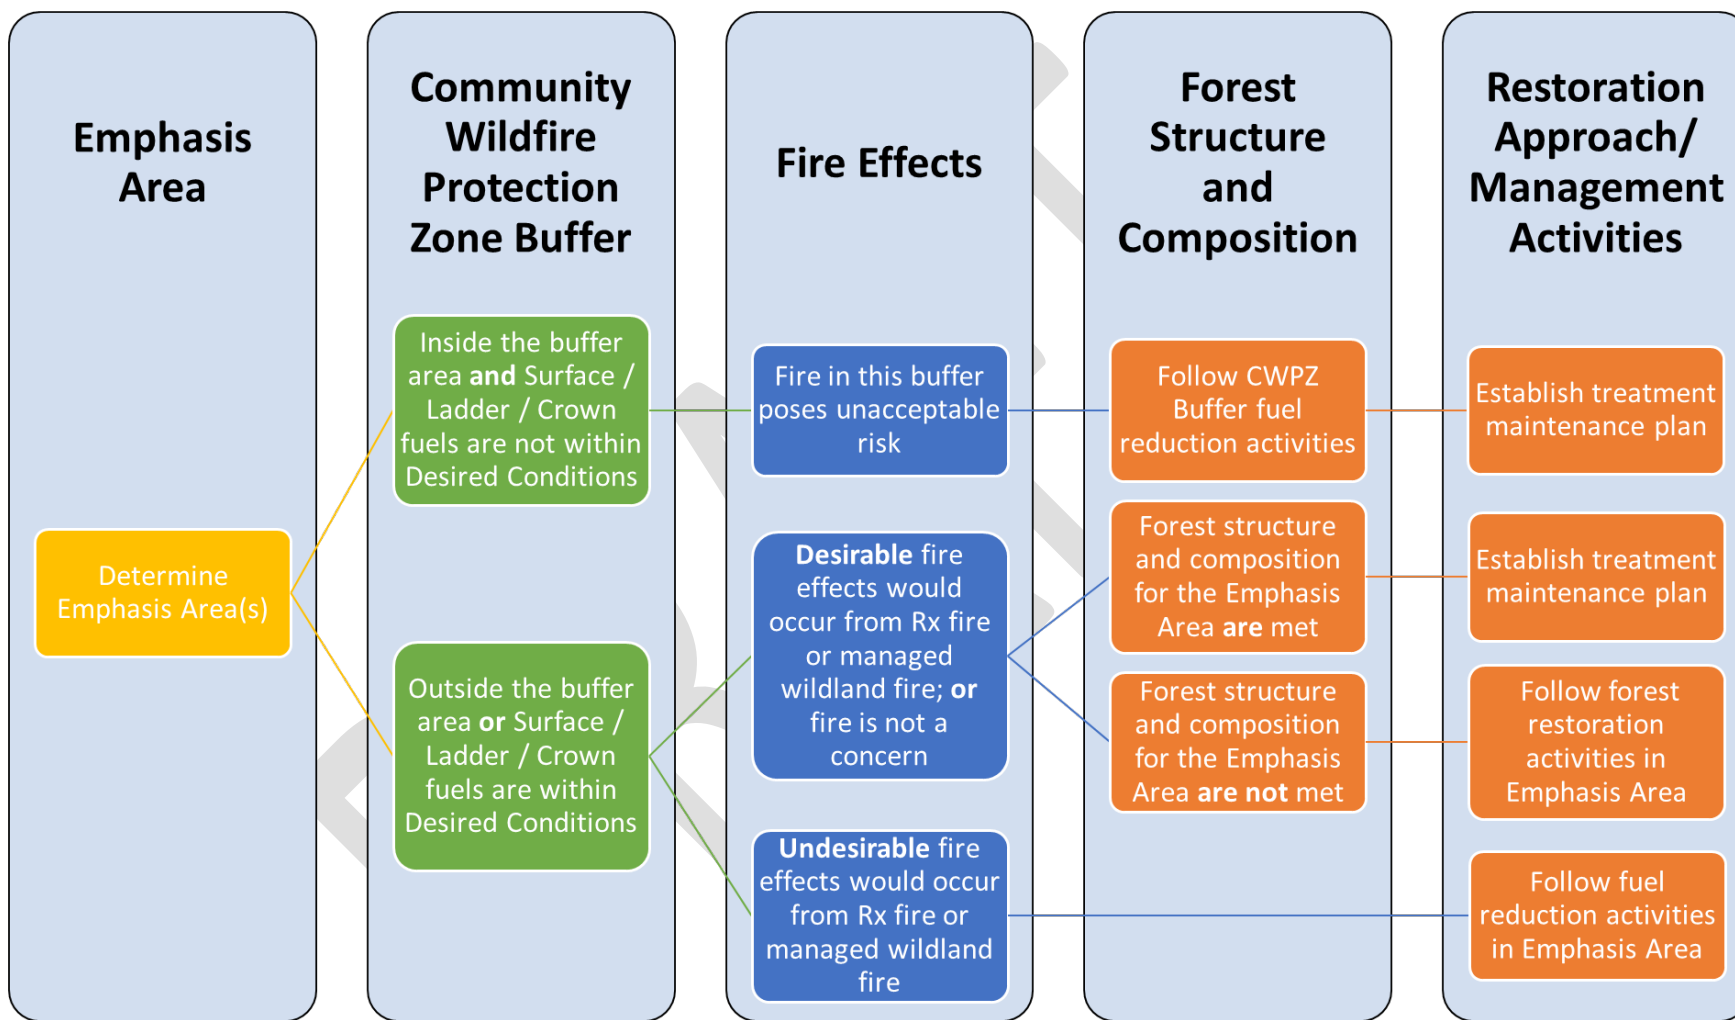 Emphasis
Area
Community
Wildfire
Protection
Zone Buffer
Fire Effects
Forest
Structure
and
Composition
Restoration
Approach/
Management
Activities
Determine
Emphasis Area(s)
Inside the buffer
area and Surface /
Ladder / Crown
fuels are not within
Desired Conditions
Outside the buffer
area or Surface /
Ladder / Crown
fuels are within
Desired Conditions
Fire in this buffer
poses unacceptable
risk
Desirable fire
effects would
occur from Rx fire
or managed
wildland fire; or
fire is not a
concern
Undesirable fire
effects would occur
from Rx fire or
managed wildland
fire
Follow CWPZ
Buffer fuel
reduction activities
Forest structure
and composition
for the Emphasis
Area are met
Forest structure
and composition
for the Emphasis
Area are not met
Establish treatment
maintenance plan
Establish treatment
maintenance plan
Follow forest
restoration
activities in
Emphasis Area
Follow fuel
reduction activities
in Emphasis Area